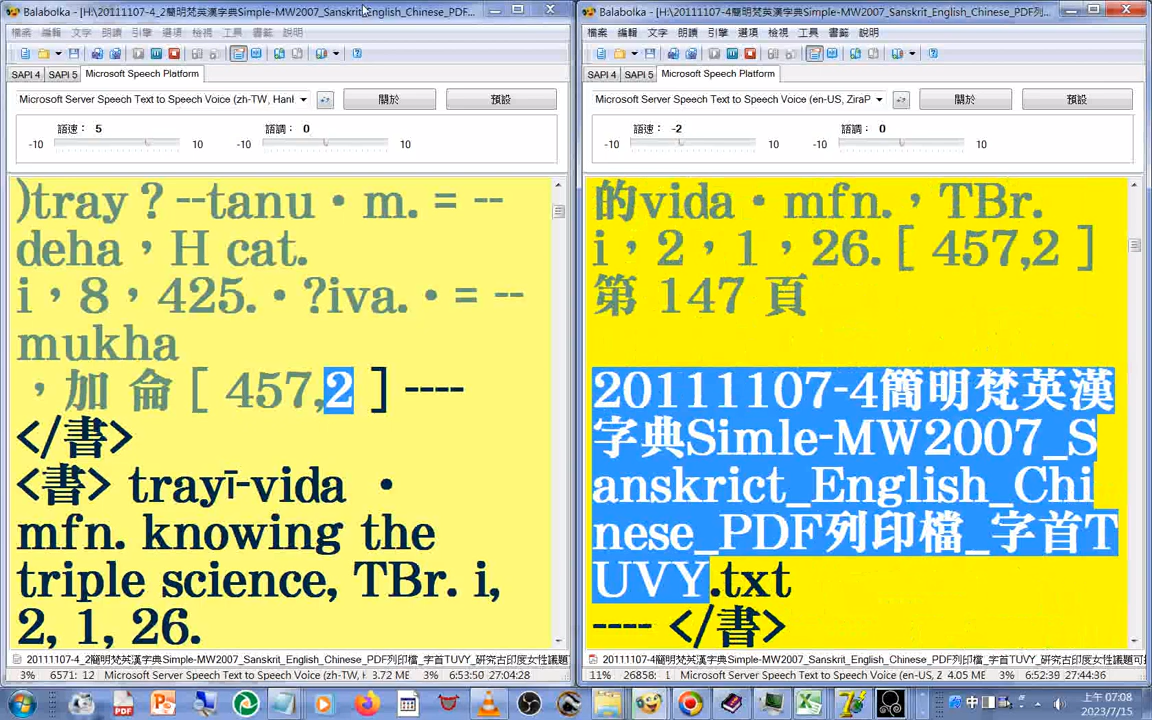 Balabolka - [H:\20111107-4_2簡明梵英漢字典Simple-MW2007_Sanskrit_English_Chinese_PDF...
檔案 編輯 文字 朗讀 引擎 選項 檢視 工具 書籤 說明
SAPI 4 SAPI 5 Microsoft Speech Platform
Microsoft Server Speech Text to Speech Voice (zh-TW, Hanl
關於 預設
語速： 5 語調： 0
-10 10 -10 10
)tray ? --tanu・m. = --
deha，H cat.
i，8，425.・?iva.・= --
mukha
，加 侖 [ 457,2 ] ----
</書>
<書> trayī-vida ・
mfn. knowing the
triple science, TBr. i,
2, 1, 26.
20111107-4_2簡明梵英漢字典Simple-MW2007_Sanskrit_English_Chinese_PDF列印檔_字首TUVY_研究古印度女性議題
3% 6571: 12 Microsoft Server Speech Text to Speech Voice (zh-TW, H 3.72 ME 3% 6:53:50 27:04:28
Balabolka - [H:\20111107-4簡明梵英漢字典Simple-MW2007_Sanskrit_English_Chinese_PDF列...
檔案 編輯 文字 朗讀 引擎 選項 檢視 工具 書籤 說明
SAPI 4 SAPI 5 Microsoft Speech Platform
Microsoft Server Speech Text to Speech Voice (en-US, ZiraP
關於 預設
語速： -2 語調： 0
-10 10 -10 10
的vida・mfn.，TBr.
i，2，1，26. [ 457,2 ]
第 147 頁
20111107-4簡明梵英漢
字典Simle-MW2007_S
anskrict_English_Chi
nese_PDF列印檔_字首T
UVY.txt
---- </書>
20111107-4簡明梵英漢字典Simple-MW2007_Sanskrit_English_Chinese_PDF列印檔_字首TUVY_研究古印度女性議題可
11% 26858: 1 Microsoft Server Speech Text to Speech Voice (en-US, Z 4.05 ME 3% 6:52:39 27:44:36
中
上午 07:08
2023/7/15